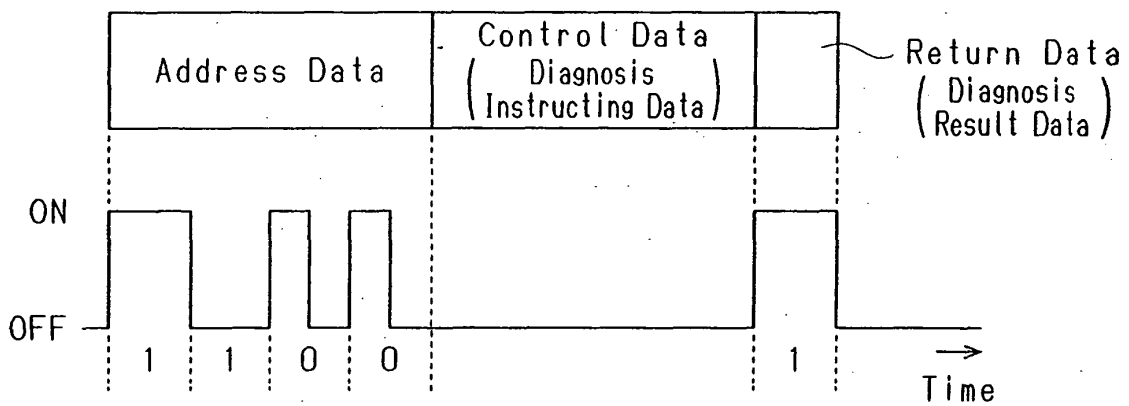 Address Data
Control Data
(Diagnosis
Instructing Data)
Return Data
(Diagnosis
Result Data)
ON
OFF
1 1 0 0 1
Time